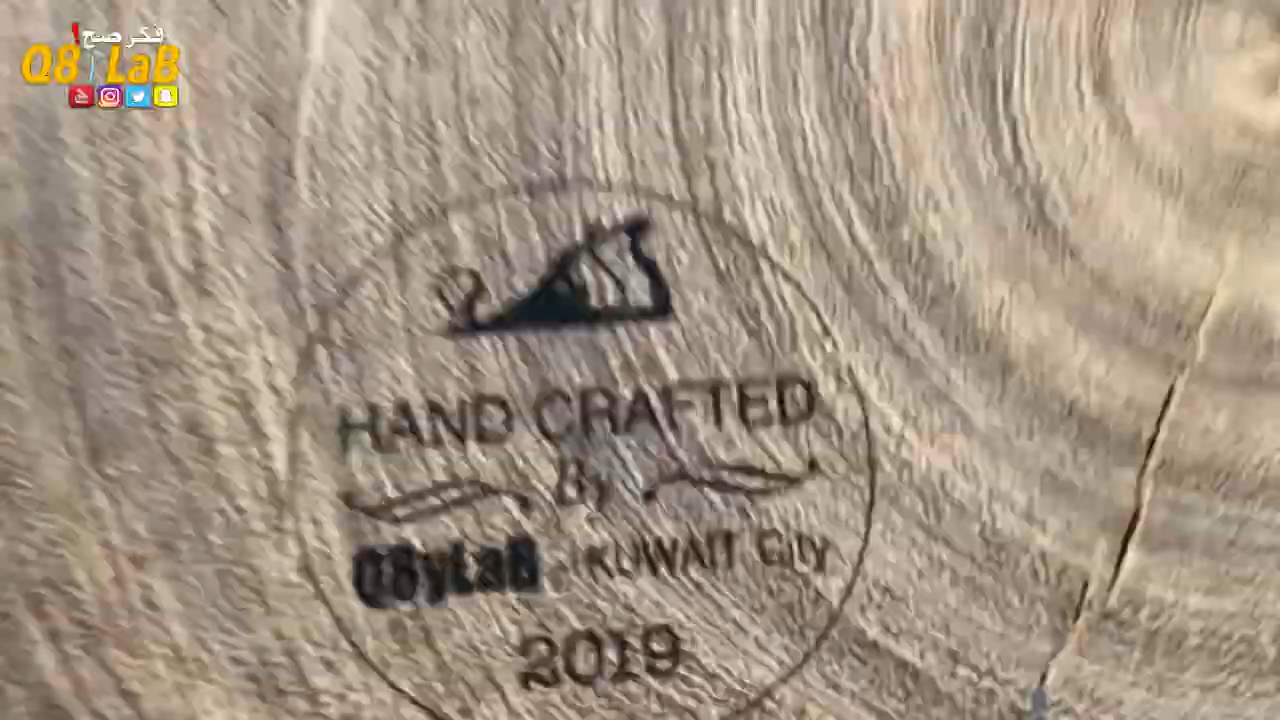 فكر صح!
Q8 LaB
HAND CRAFTED
By
Q8yLaB KUWAIT City
2019